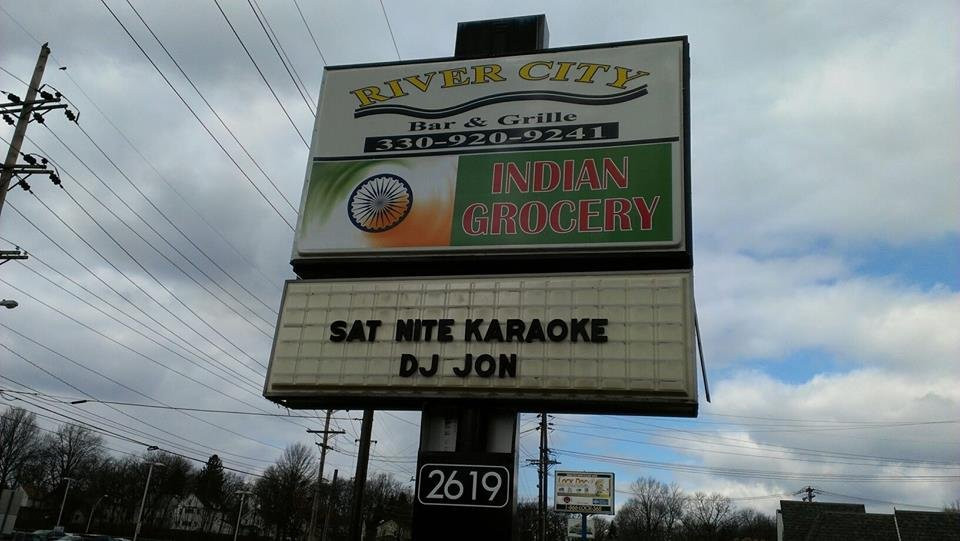 RIVER CITY
Bar & Grille
330-920-9241
INDIAN
GROCERY
SAT NITE KARAOKE
DJ JON
2619